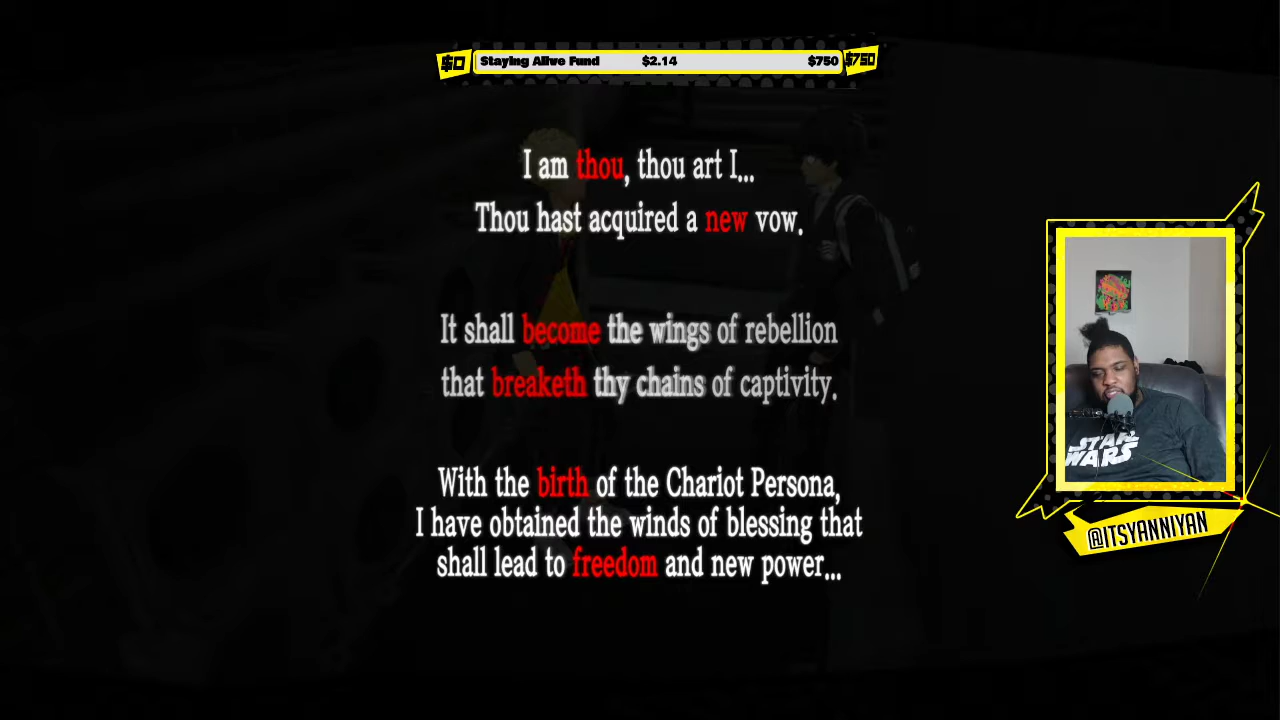 $0 Staying Alive Fund $2.14 $750 $750
I am thou, thou art I...
Thou hast acquired a new vow.
It shall become the wings of rebellion
that breaketh thy chains of captivity.
With the birth of the Chariot Persona,
I have obtained the winds of blessing that
shall lead to freedom and new power...
STAR
WARS
@ITSYANNIYAN